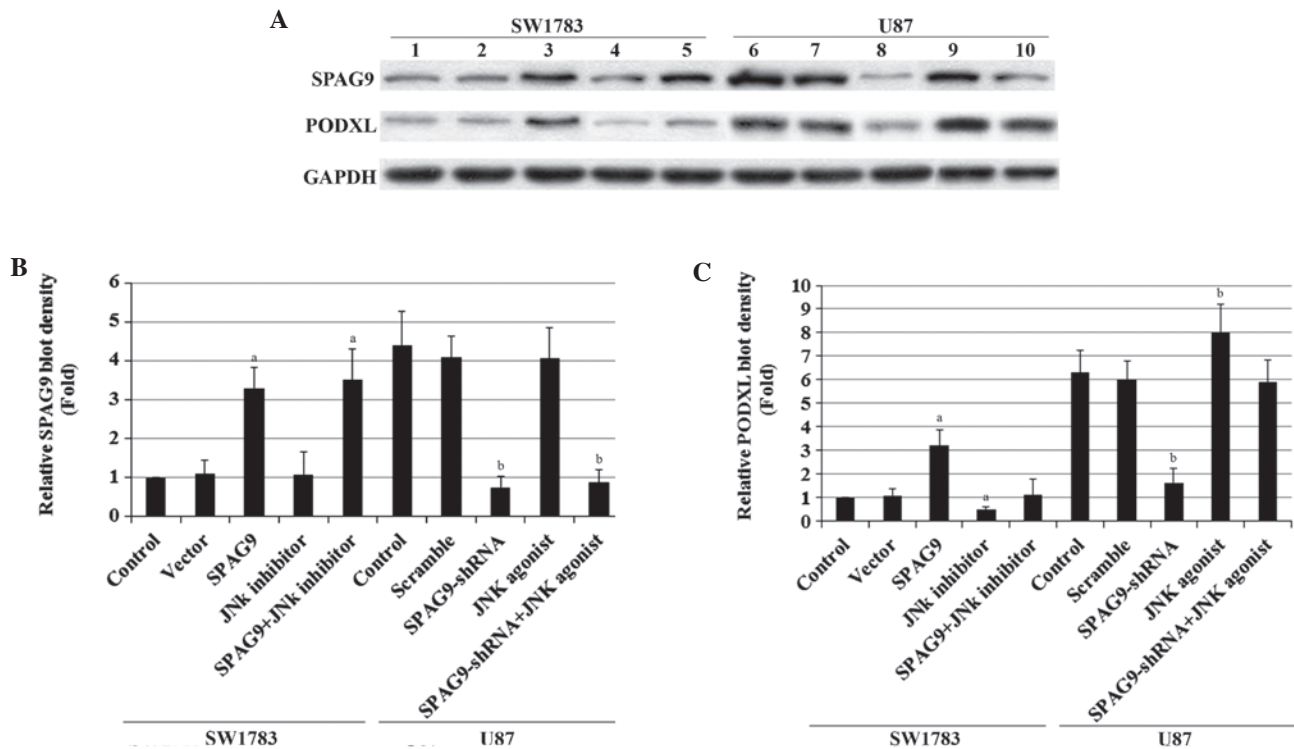 A
SW1783 U87
1 2 3 4 5 6 7 8 9 10
SPAG9
PODXL
GAPDH
B
Relative SPAG9 blot density
(Fold)
6
5
4
3
2
1
0
a
a
b
b
Control
Vector
SPAG9
JNk inhibitor
SPAG9+JNk inhibitor
Control
Scramble
SPAG9-shRNA
JNK agonist
SPAG9-shRNA+JNK agonist
SW1783 U87
C
Relative PODXL blot density
(Fold)
10
9
8
7
6
5
4
3
2
1
0
a
a
b
b
Control
Vector
SPAG9
JNk inhibitor
SPAG9+JNk inhibitor
Control
Scramble
SPAG9-shRNA
JNK agonist
SPAG9-shRNA+JNK agonist
SW1783 U87